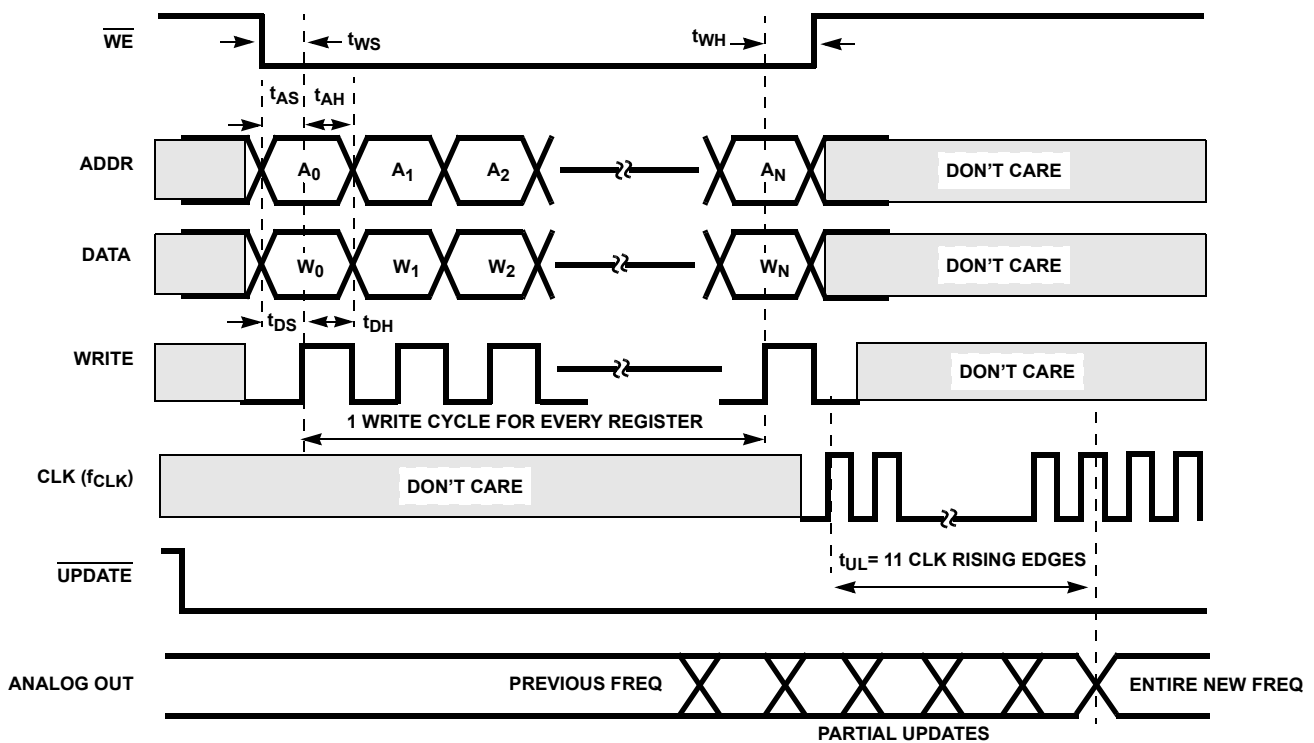 WE
tWS
tWH
tAS
tAH
ADDR
A0
A1
A2
AN
DON'T CARE
DATA
W0
W1
W2
WN
DON'T CARE
tDS
tDH
WRITE
DON'T CARE
1 WRITE CYCLE FOR EVERY REGISTER
CLK (fCLK)
DON'T CARE
tUL= 11 CLK RISING EDGES
UPDATE
ANALOG OUT
PREVIOUS FREQ
ENTIRE NEW FREQ
PARTIAL UPDATES